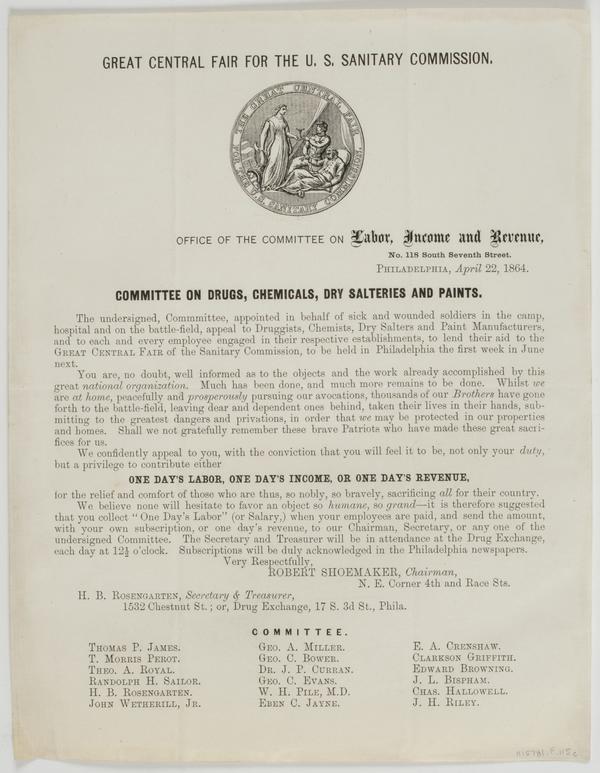 GREAT CENTRAL FAIR FOR THE U. S. SANITARY COMMISSION.
THE GREAT CENTRAL FAIR
FOR THE U.S. SANITARY COMMISSION.
OFFICE OF THE COMMITTEE ON Labor, Income and Revenue,
No. 118 South Seventh Street.
PHILADELPHIA, April 22, 1864.
COMMITTEE ON DRUGS, CHEMICALS, DRY SALTERIES AND PAINTS.
The undersigned, Commmittee, appointed in behalf of sick and wounded soldiers in the camp,
hospital and on the battle-field, appeal to Druggists, Chemists, Dry Salters and Paint Manufacturers,
and to each and every employee engaged in their respective establishments, to lend their aid to the
GREAT CENTRAL FAIR of the Sanitary Commission, to be held in Philadelphia the first week in June
next.
You are, no doubt, well informed as to the objects and the work already accomplished by this
great national organization. Much has been done, and much more remains to be done. Whilst we
are at home, peacefully and prosperously pursuing our avocations, thousands of our Brothers have gone
forth to the battle-field, leaving dear and dependent ones behind, taken their lives in their hands, sub-
mitting to the greatest dangers and privations, in order that we may be protected in our properties
and homes. Shall we not gratefully remember these brave Patriots who have made these great sacri-
fices for us.
We confidently appeal to you, with the conviction that you will feel it to be, not only your duty,
but a privilege to contribute either
ONE DAY'S LABOR, ONE DAY'S INCOME, OR ONE DAY'S REVENUE,
for the relief and comfort of those who are thus, so nobly, so bravely, sacrificing all for their country.
We believe none will hesitate to favor an object so humane, so grand—it is therefore suggested
that you collect "One Day's Labor" (or Salary,) when your employees are paid, and send the amount,
with your own subscription, or one day's revenue, to our Chairman, Secretary, or any one of the
undersigned Committee. The Secretary and Treasurer will be in attendance at the Drug Exchange,
each day at 12½ o'clock. Subscriptions will be duly acknowledged in the Philadelphia newspapers.
Very Respectfully,
ROBERT SHOEMAKER, Chairman,
N. E. Corner 4th and Race Sts.
H. B. ROSENGARTEN, Secretary & Treasurer,
1532 Chestnut St.; or, Drug Exchange, 17 S. 3d St., Phila.
COMMITTEE.
THOMAS P. JAMES.
T. MORRIS PEROT.
THEO. A. ROYAL.
RANDOLPH H. SAILOR.
H. B. ROSENGARTEN.
JOHN WETHERILL, JR.
GEO. A. MILLER.
GEO. C. BOWER.
DR. J. P. CURRAN.
GEO. C. EVANS.
W. H. PILE, M.D.
EBEN C. JAYNE.
E. A. CRENSHAW.
CLARKSON GRIFFITH.
EDWARD BROWNING.
J. L. BISPHAM.
CHAS. HALLOWELL.
J. H. RILEY.